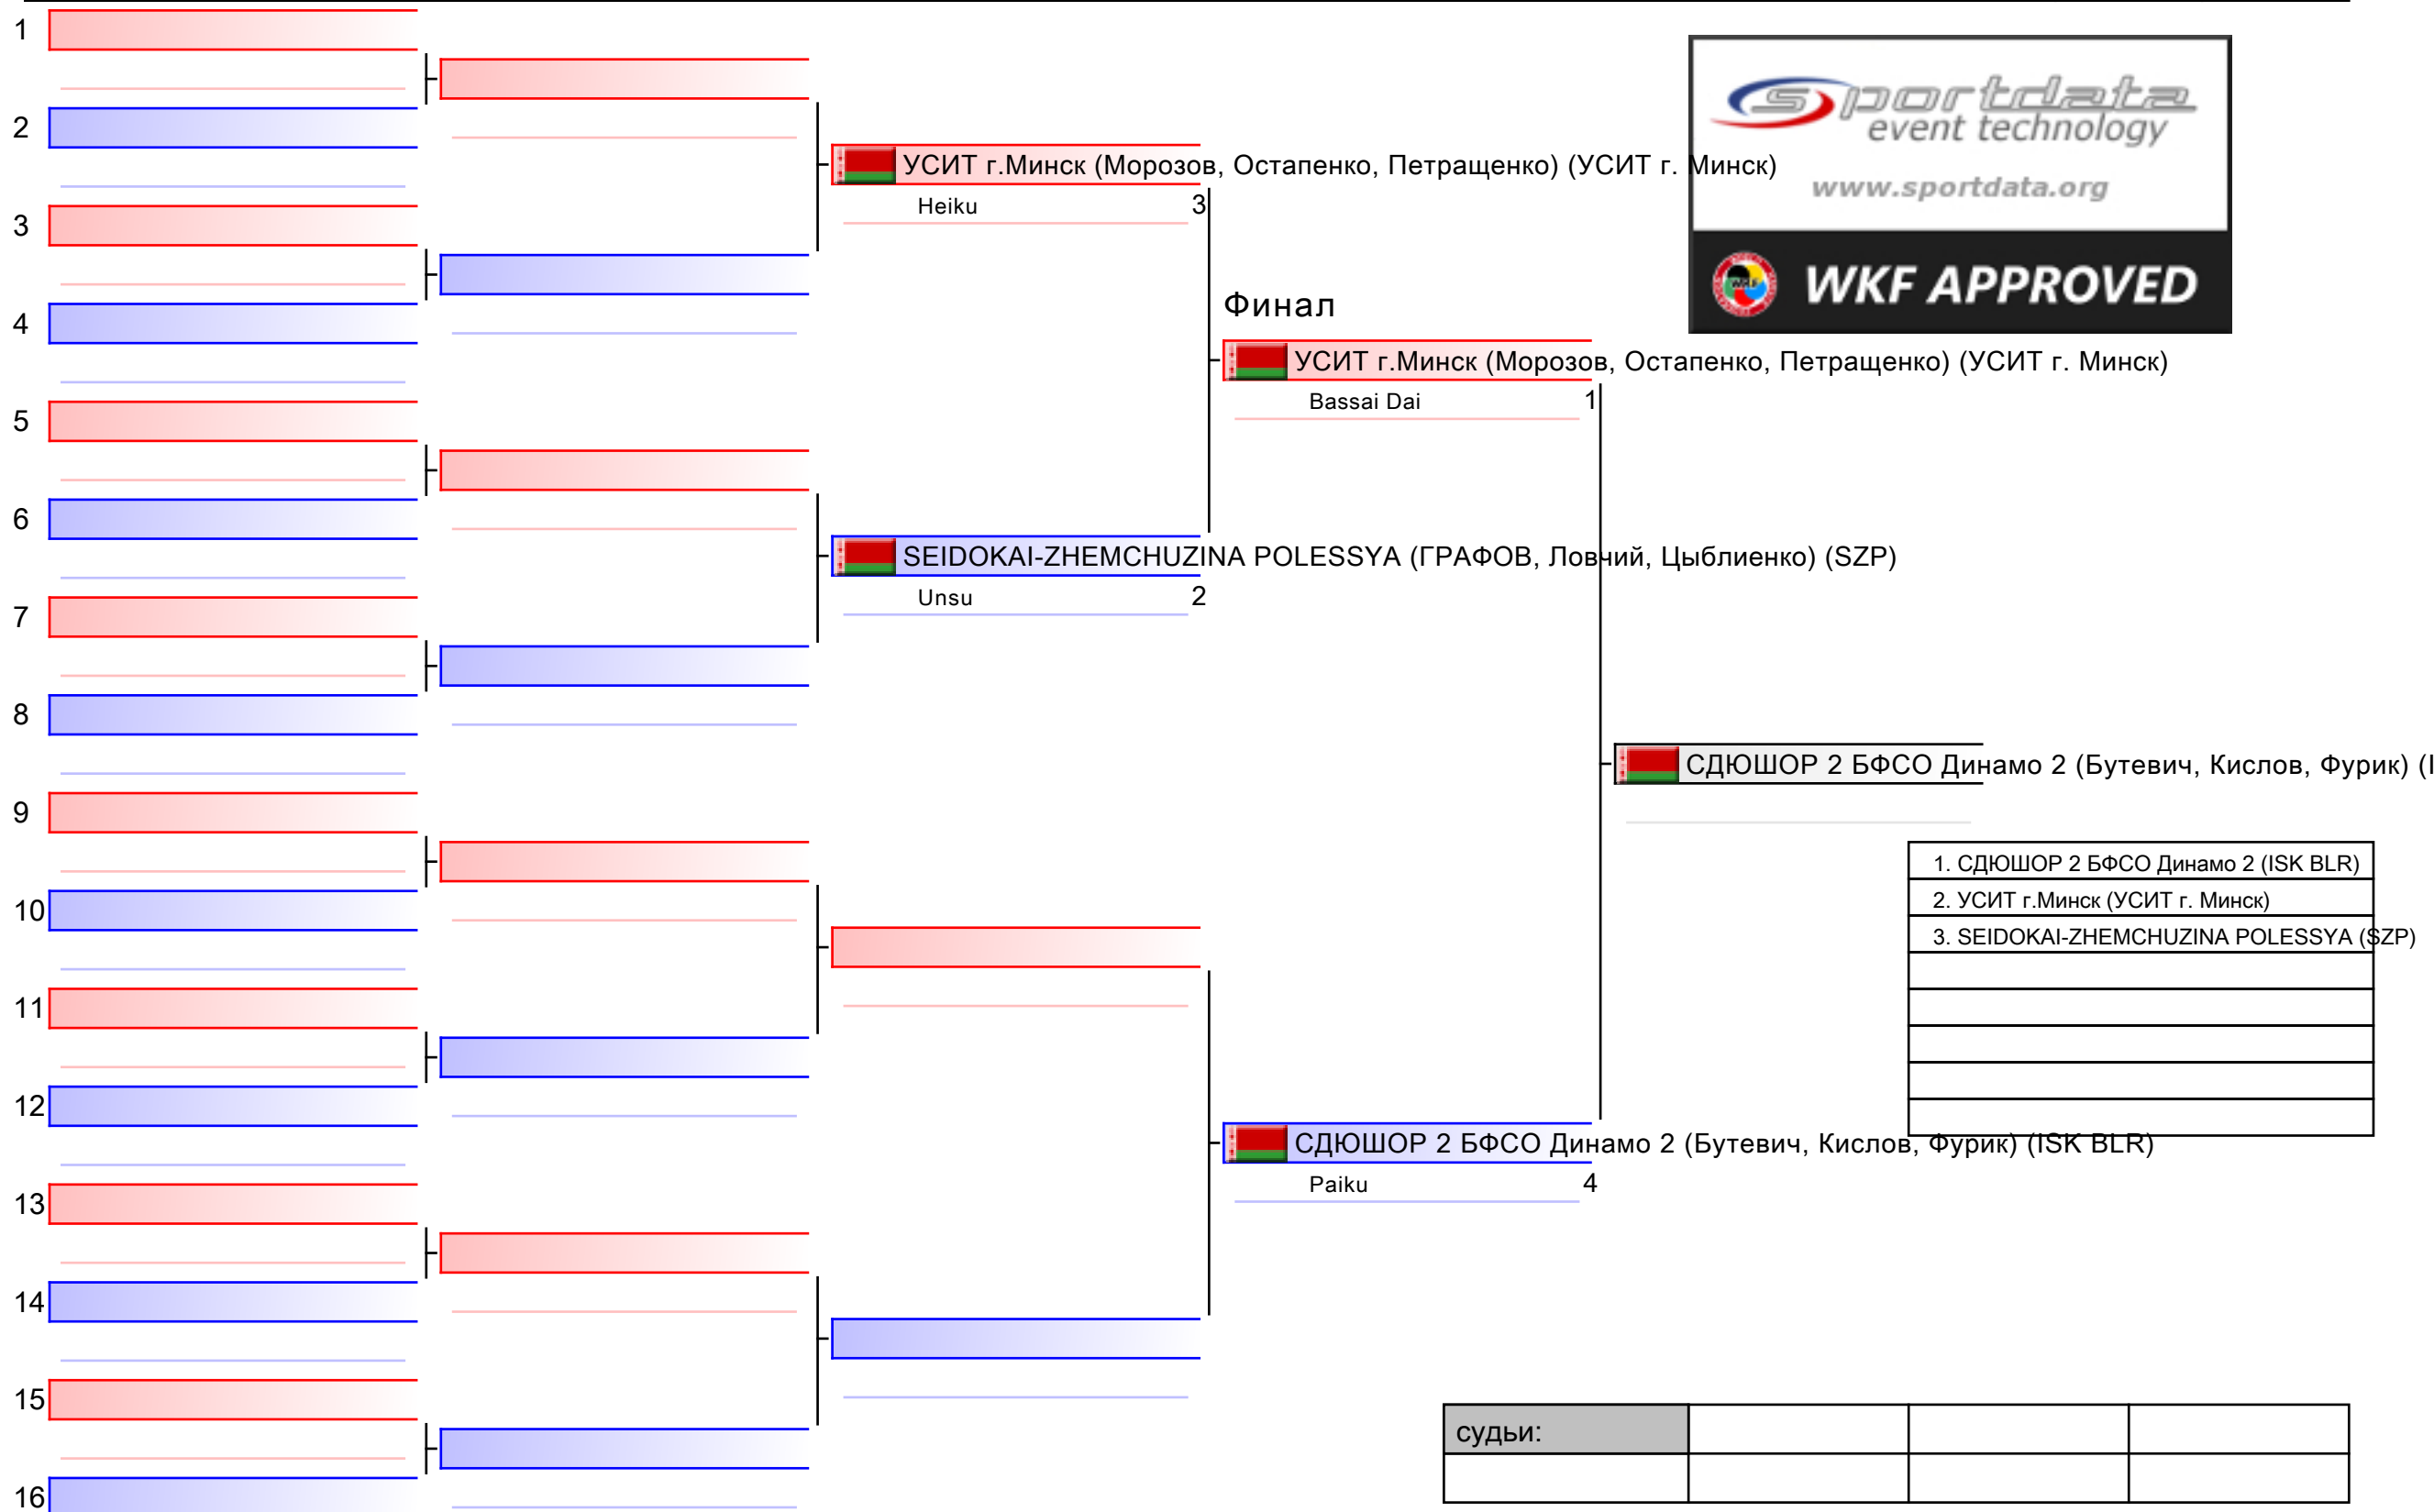 1
2
3
4
5
6
7
8
9
10
11
12
13
14
15
16
УСИТ г.Минск (Морозов, Остапенко, Петращенко) (УСИТ г. Минск)
Heiku 3
SEIDOKAI-ZHEMCHUZINA POLESSYA (ГРАФОВ, Ловчий, Цыблиенко) (SZP)
Unsu 2
Финал
УСИТ г.Минск (Морозов, Остапенко, Петращенко) (УСИТ г. Минск)
Bassai Dai 1
СДЮШОР 2 БФСО Динамо 2 (Бутевич, Кислов, Фурик) (ISK BLR)
Paiku 4
СДЮШОР 2 БФСО Динамо 2 (Бутевич, Кислов, Фурик) (I
sportdata
event technology
www.sportdata.org
WKF
WKF APPROVED
1. СДЮШОР 2 БФСО Динамо 2 (ISK BLR)
2. УСИТ г.Минск (УСИТ г. Минск)
3. SEIDOKAI-ZHEMCHUZINA POLESSYA (SZP)
судьи: